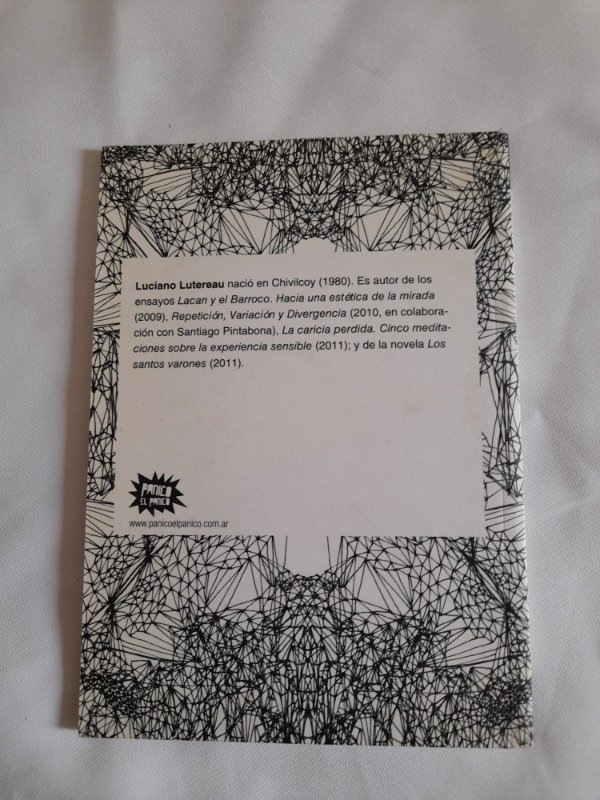 Luciano Lutereau nació en Chivilcoy (1980). Es autor de los
ensayos Lacan y el Barroco. Hacia una estética de la mirada
(2009), Repetición, Variación y Divergencia (2010, en colabora-
ción con Santiago Pintabona), La caricia perdida. Cinco medita-
ciones sobre la experiencia sensible (2011); y de la novela Los
santos varones (2011).
PANICO
EL PANICO
www.panicoelpanico.com.ar